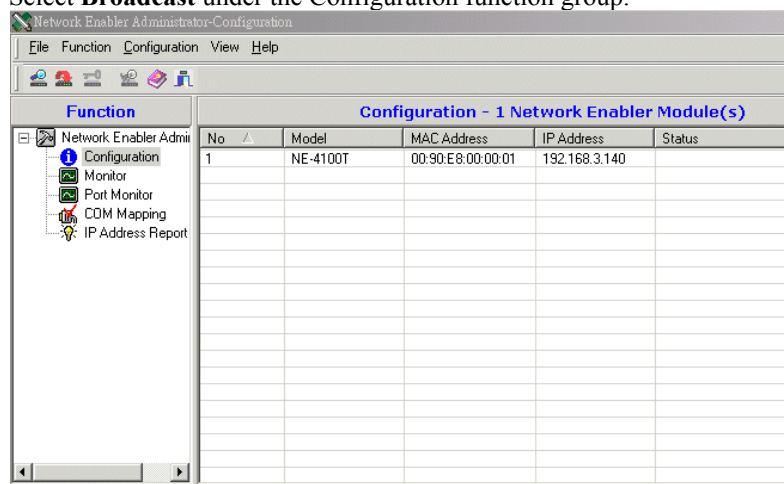 Select Broadcast under the Configuration function group.
Network Enabler Administrator-Configuration
File Function Configuration View Help
Function
Configuration - 1 Network Enabler Module(s)
Network Enabler Admi
Configuration
Monitor
Port Monitor
COM Mapping
IP Address Report
No Model MAC Address IP Address Status
1 NE-4100T 00:90:E8:00:00:01 192.168.3.140